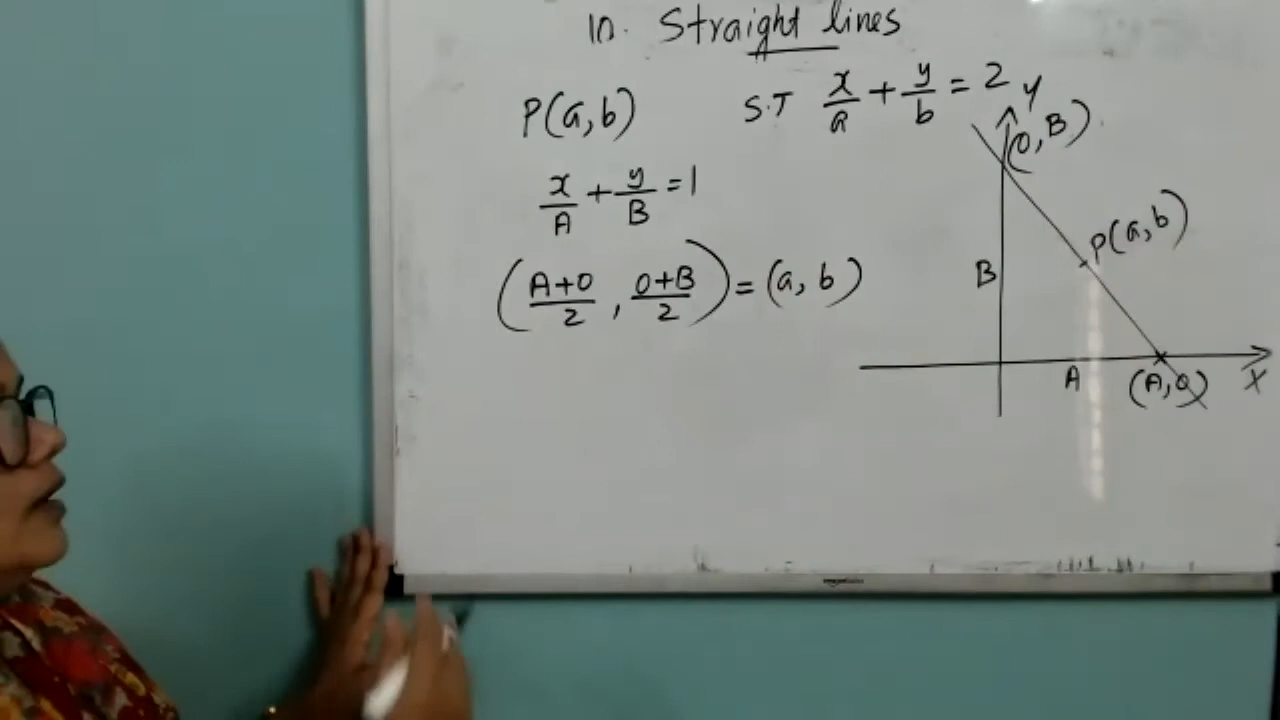 10. Straight lines
P(a,b)
S.T x/a + y/b = 2
x/A + y/B = 1
((A+0)/2, (0+B)/2) = (a, b)
y
(0,B)
P(a,b)
B
A
(A,0)
X